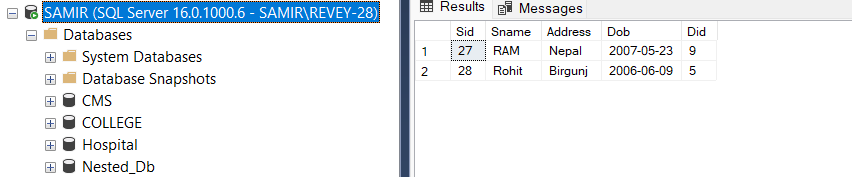 SAMIR (SQL Server 16.0.1000.6 - SAMIR\REVEY-28)
Databases
System Databases
Database Snapshots
CMS
COLLEGE
Hospital
Nested_Db
Results Messages
Sid Sname Address Dob Did
1 27 RAM Nepal 2007-05-23 9
2 28 Rohit Birgunj 2006-06-09 5